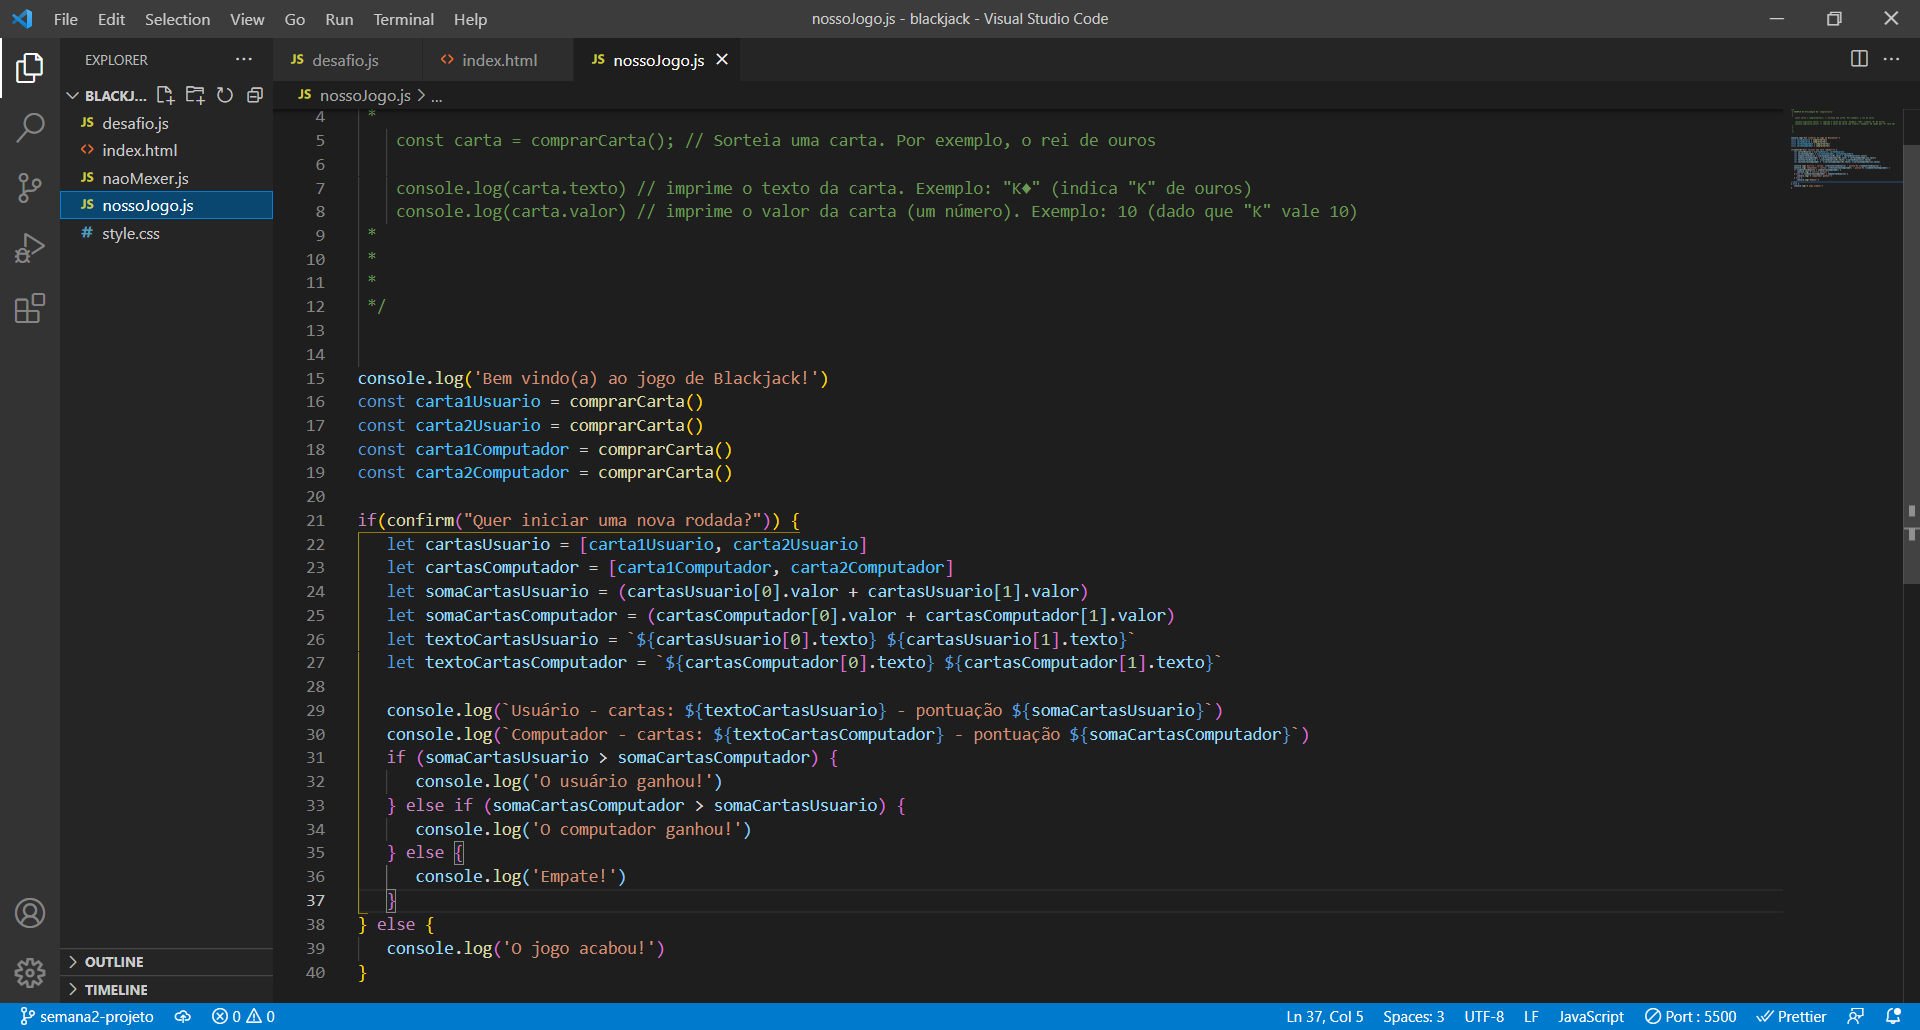 File Edit Selection View Go Run Terminal Help
nossoJogo.js - blackjack - Visual Studio Code
EXPLORER
BLACKJ...
desafio.js
index.html
naoMexer.js
nossoJogo.js
style.css
OUTLINE
TIMELINE
JS desafio.js <> index.html JS nossoJogo.js
JS nossoJogo.js > ...
4 *
5 const carta = comprarCarta(); // Sorteia uma carta. Por exemplo, o rei de ouros
6
7 console.log(carta.texto) // imprime o texto da carta. Exemplo: "K♦" (indica "K" de ouros)
8 console.log(carta.valor) // imprime o valor da carta (um número). Exemplo: 10 (dado que "K" vale 10)
9 *
10 *
11 *
12 */
13
14
15 console.log('Bem vindo(a) ao jogo de Blackjack!')
16 const carta1Usuario = comprarCarta()
17 const carta2Usuario = comprarCarta()
18 const carta1Computador = comprarCarta()
19 const carta2Computador = comprarCarta()
20
21 if(confirm("Quer iniciar uma nova rodada?")) {
22 let cartasUsuario = [carta1Usuario, carta2Usuario]
23 let cartasComputador = [carta1Computador, carta2Computador]
24 let somaCartasUsuario = (cartasUsuario[0].valor + cartasUsuario[1].valor)
25 let somaCartasComputador = (cartasComputador[0].valor + cartasComputador[1].valor)
26 let textoCartasUsuario = `${cartasUsuario[0].texto} ${cartasUsuario[1].texto}`
27 let textoCartasComputador = `${cartasComputador[0].texto} ${cartasComputador[1].texto}`
28
29 console.log(`Usuário - cartas: ${textoCartasUsuario} - pontuação ${somaCartasUsuario}`)
30 console.log(`Computador - cartas: ${textoCartasComputador} - pontuação ${somaCartasComputador}`)
31 if (somaCartasUsuario > somaCartasComputador) {
32 console.log('O usuário ganhou!')
33 } else if (somaCartasComputador > somaCartasUsuario) {
34 console.log('O computador ganhou!')
35 } else {
36 console.log('Empate!')
37 }
38 } else {
39 console.log('O jogo acabou!')
40 }
semana2-projeto 0 0 Ln 37, Col 5 Spaces: 3 UTF-8 LF JavaScript Port : 5500 Prettier